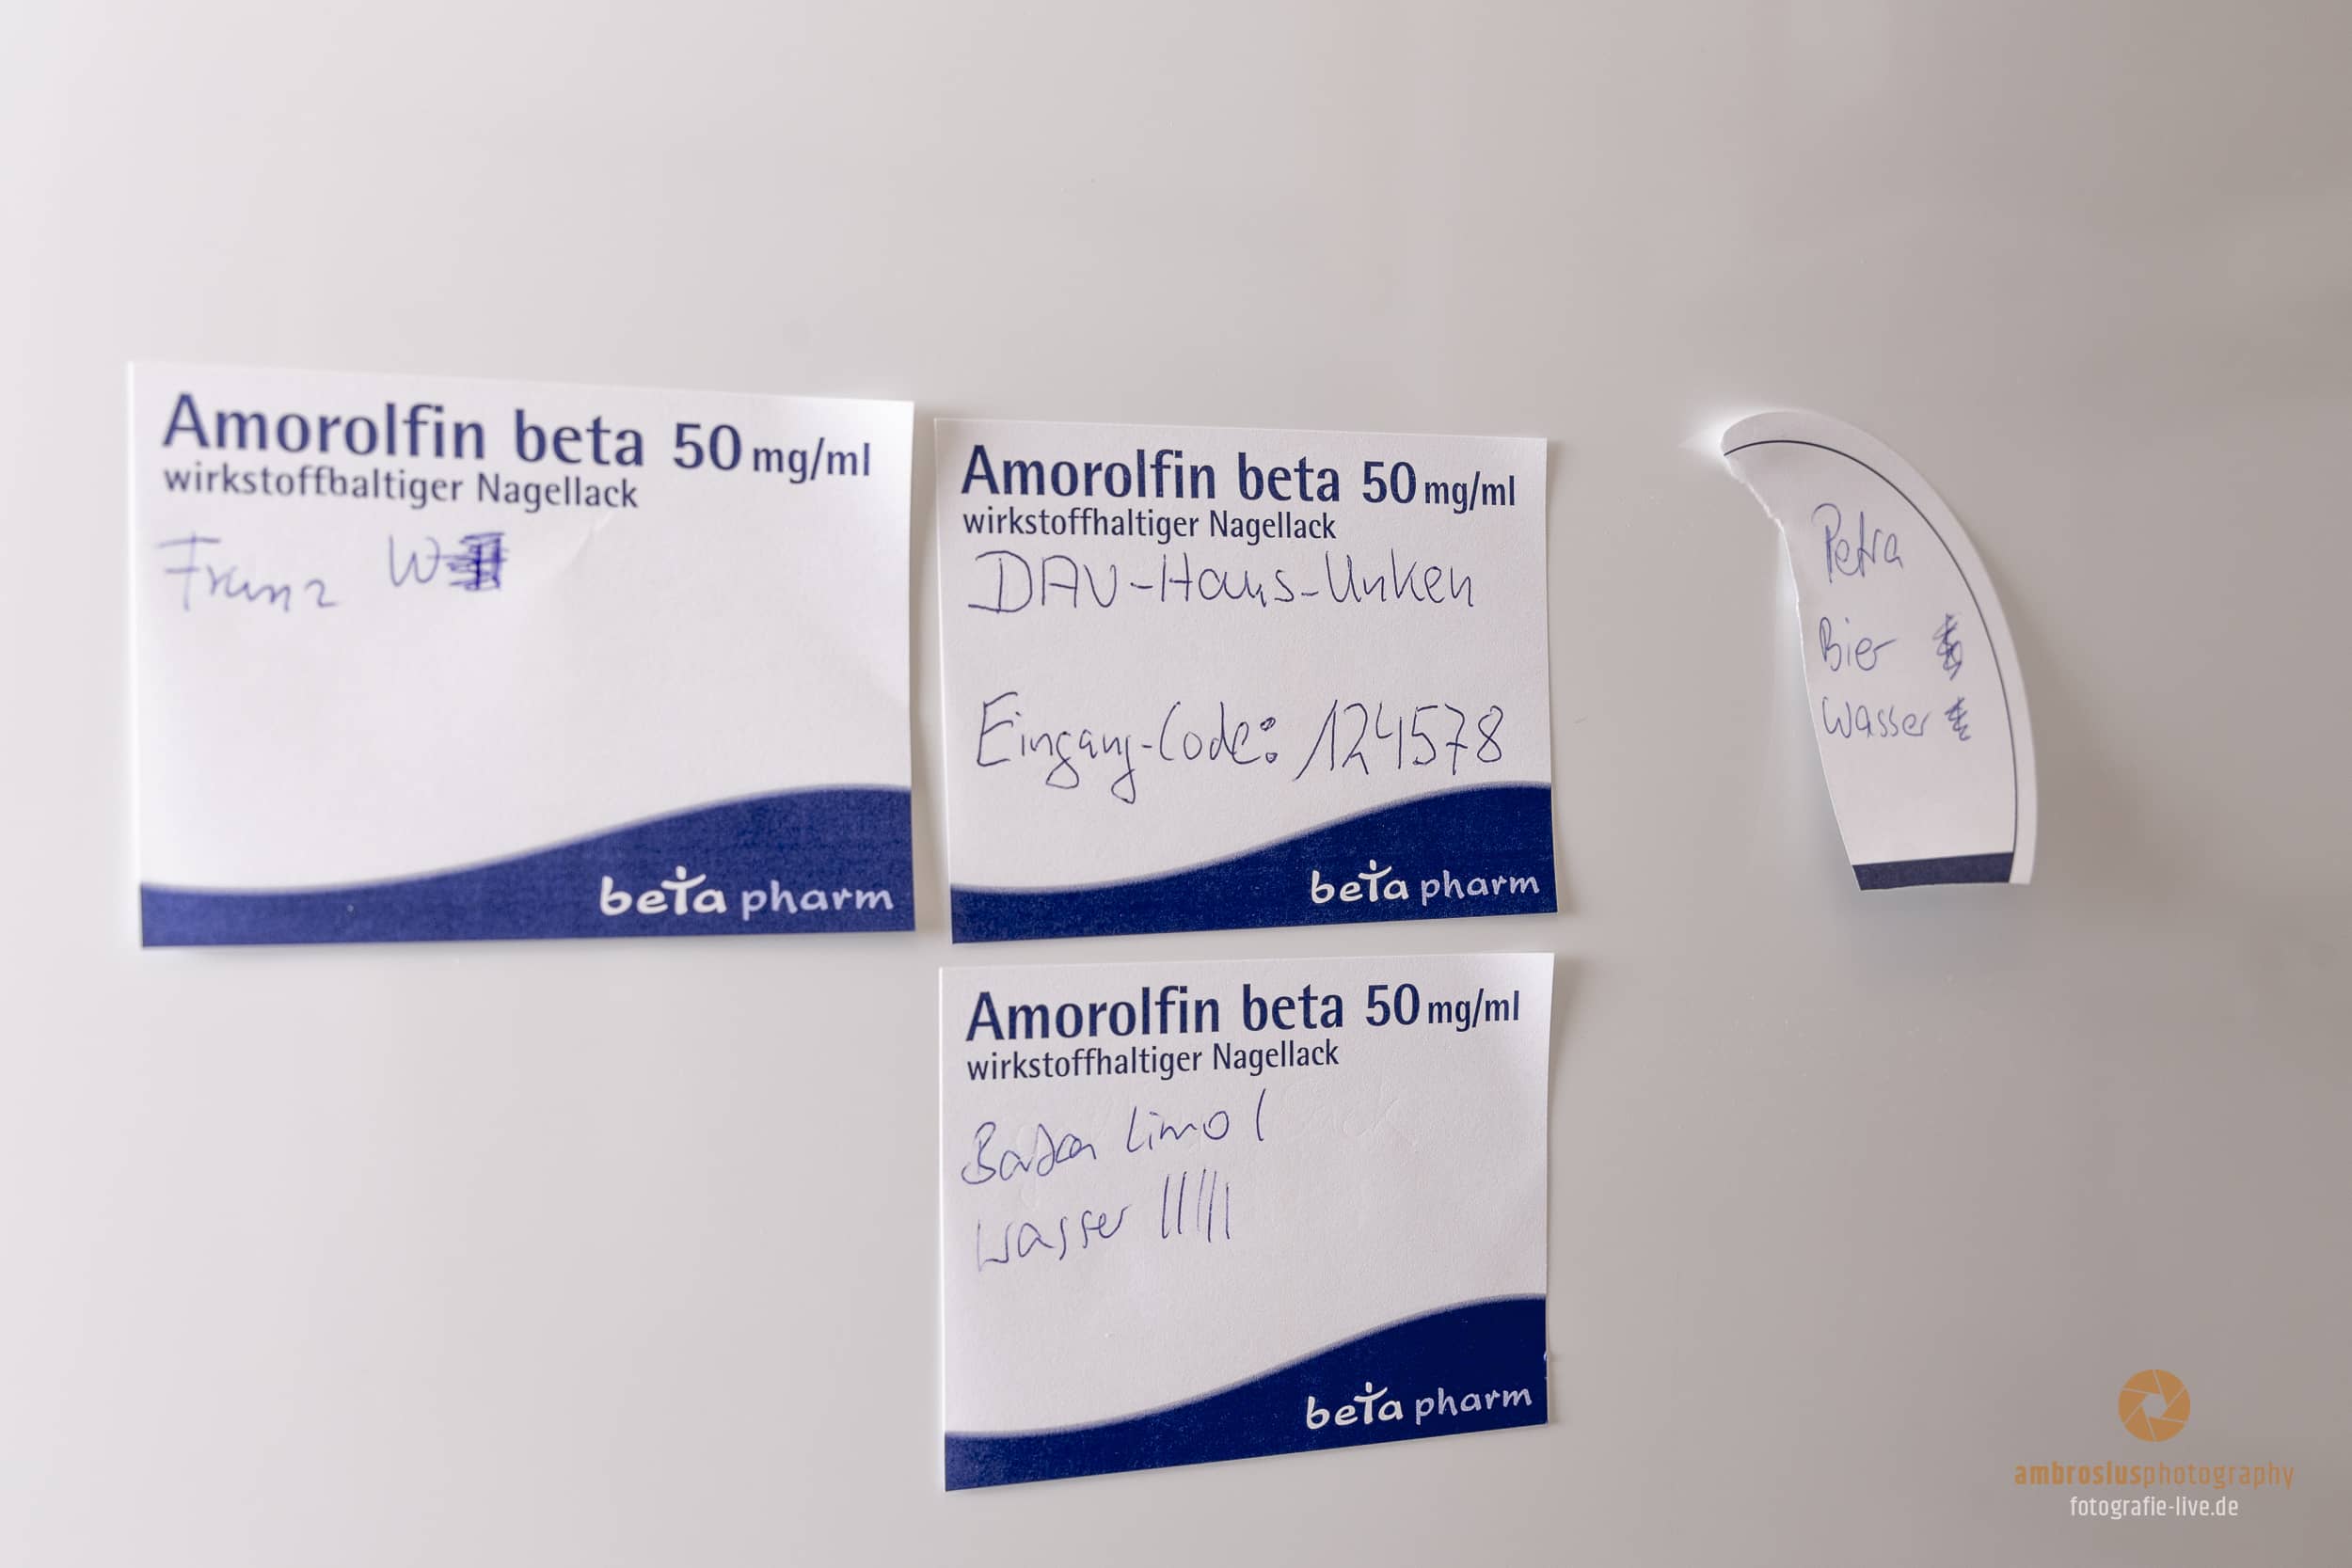 Amorolfin beta 50 mg/ml
wirkstoffhaltiger Nagellack
Franz W
beta pharm
Amorolfin beta 50 mg/ml
wirkstoffhaltiger Nagellack
DAV-Haus-Unken
Eingang-Code: 124578
beta pharm
Amorolfin beta 50 mg/ml
wirkstoffhaltiger Nagellack
Limo |
Wasser |||||
beta pharm
Petra
Bier
Wasser
ambrosiusphotography
fotografie-live.de